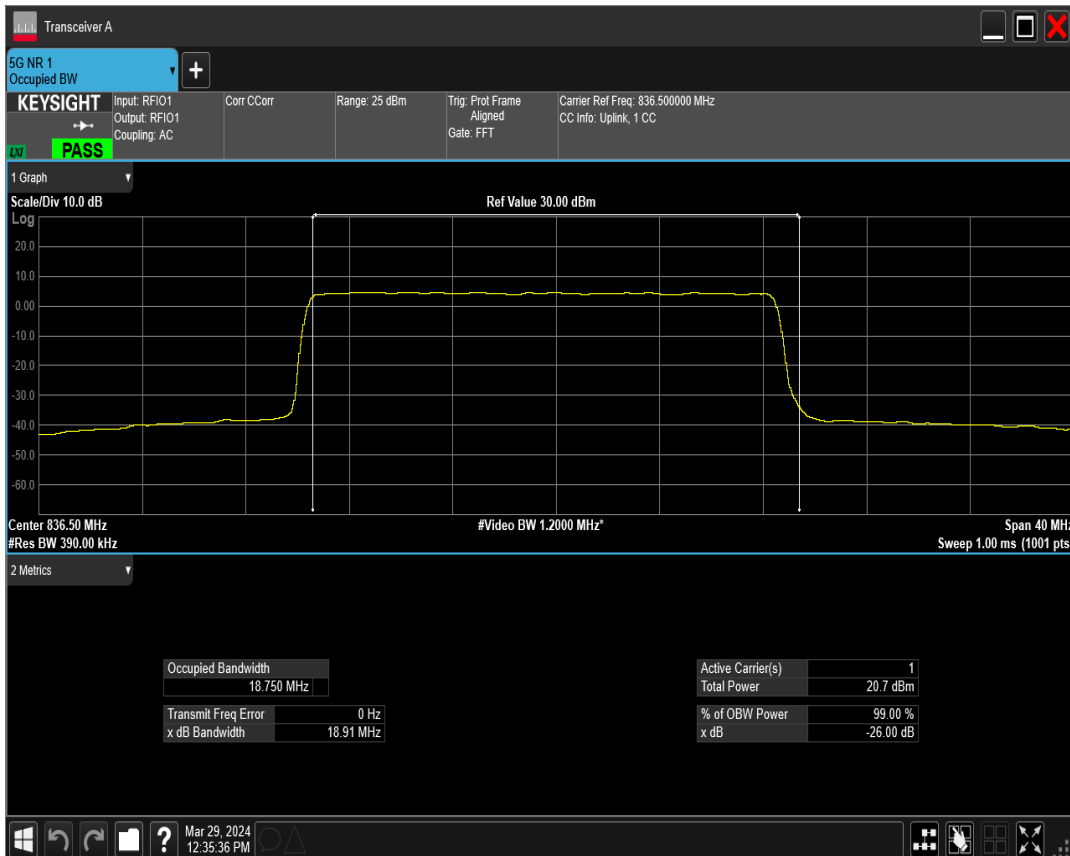 Transceiver A
5G NR 1
Occupied BW
+
KEYSIGHT
LXI
PASS
Input: RFIO1
Output: RFIO1
Coupling: AC
Corr CCorr
Range: 25 dBm
Trig: Prot Frame
Aligned
Gate: FFT
Carrier Ref Freq: 836.500000 MHz
CC Info: Uplink, 1 CC
1 Graph
Scale/Div 10.0 dB
Ref Value 30.00 dBm
Log
20.0
10.0
0.00
-10.0
-20.0
-30.0
-40.0
-50.0
-60.0
Center 836.50 MHz
#Video BW 1.2000 MHz*
Span 40 MHz
#Res BW 390.00 kHz
Sweep 1.00 ms (1001 pts
2 Metrics
Occupied Bandwidth
18.750 MHz
Transmit Freq Error 0 Hz
x dB Bandwidth 18.91 MHz
Active Carrier(s) 1
Total Power 20.7 dBm
% of OBW Power 99.00 %
x dB -26.00 dB
?
Mar 29, 2024
12:35:36 PM